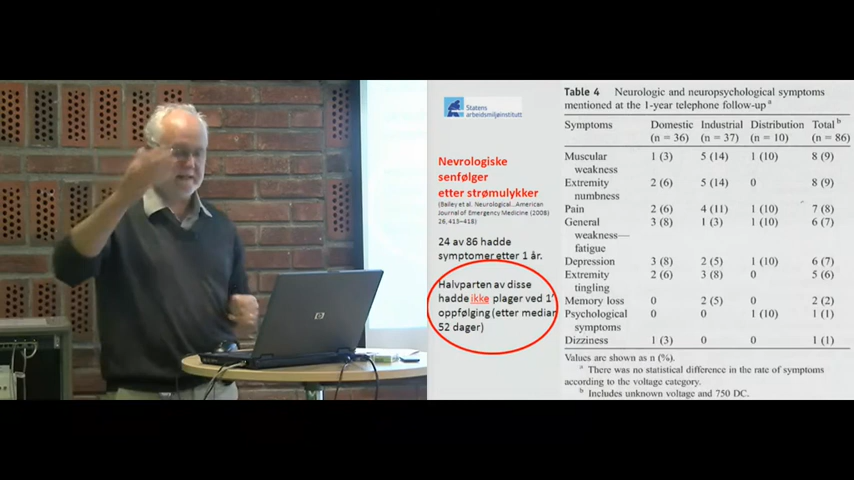 Statens
arbeidsmiljøinstitutt
Nevrologiske
senfølger
etter strømulykker
(Bailey et al. Neurological...American
Journal of Emergency Medicine (2008)
26, 413–418)
24 av 86 hadde
symptomer etter 1 år.
Halvparten av disse
hadde ikke plager ved 1'
oppfølging (etter median
52 dager)
Table 4 Neurologic and neuropsychological symptoms
mentioned at the 1-year telephone follow-up a
Symptoms Domestic Industrial Distribution Total b
(n = 36) (n = 37) (n = 10) (n = 86)
Muscular 1 (3) 5 (14) 1 (10) 8 (9)
weakness
Extremity 2 (6) 5 (14) 0 8 (9)
numbness
Pain 2 (6) 4 (11) 1 (10) 7 (8)
General 3 (8) 1 (3) 1 (10) 6 (7)
weakness—
fatigue
Depression 3 (8) 2 (5) 1 (10) 6 (7)
Extremity 2 (6) 3 (8) 0 5 (6)
tingling
Memory loss 0 2 (5) 0 2 (2)
Psychological 0 0 1 (10) 1 (1)
symptoms
Dizziness 1 (3) 0 0 1 (1)
Values are shown as n (%).
a There was no statistical difference in the rate of symptoms
according to the voltage category.
b Includes unknown voltage and 750 DC.
hp